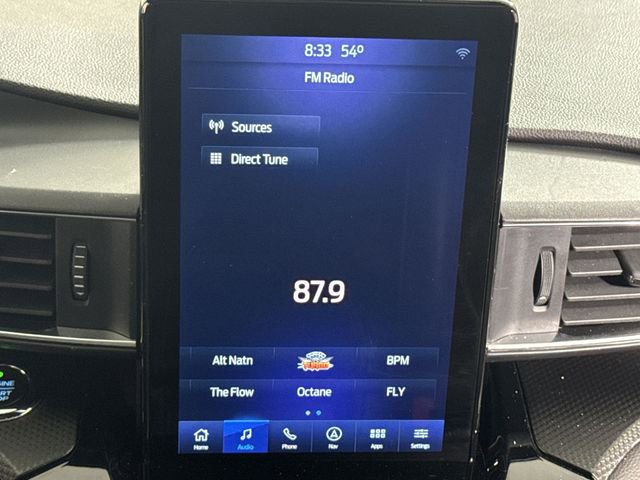 8:33 54°
FM Radio
Sources
Direct Tune
87.9
Alt Natn
BPM
The Flow
Octane
FLY
Home
Audio
Phone
Nav
Apps
Settings